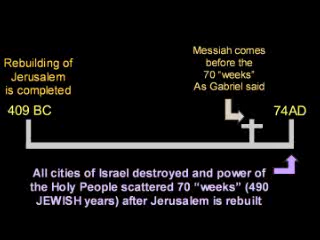 Messiah comes
before the
70 "weeks"
As Gabriel said
Rebuilding of
Jerusalem
is completed
409 BC
74AD
All cities of Israel destroyed and power of
the Holy People scattered 70 "weeks" (490
JEWISH years) after Jerusalem is rebuilt